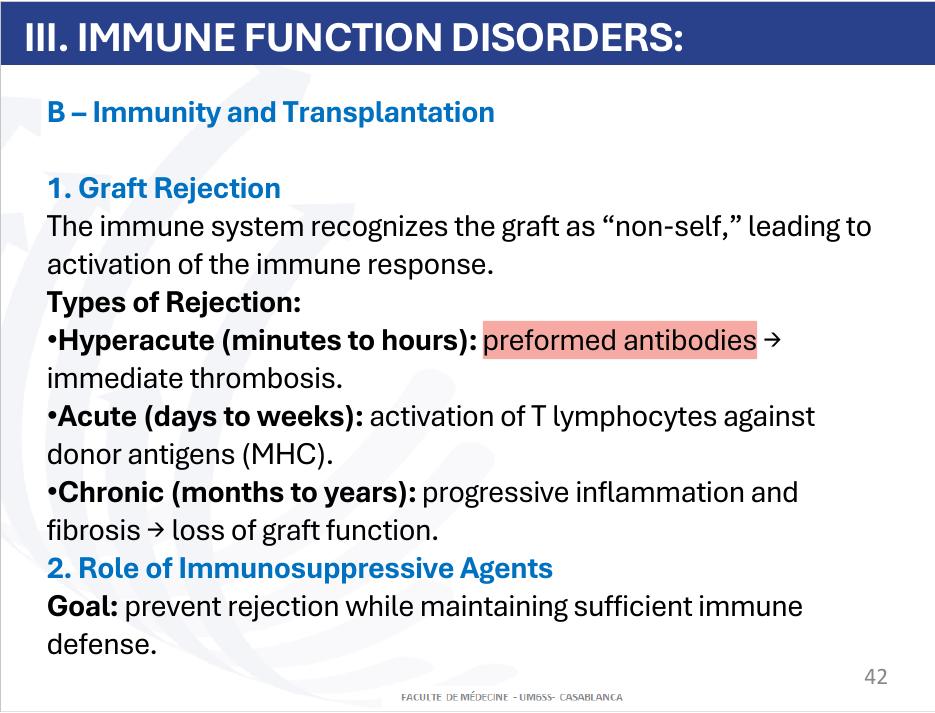 III. IMMUNE FUNCTION DISORDERS:
B – Immunity and Transplantation
1. Graft Rejection
The immune system recognizes the graft as “non-self,” leading to
activation of the immune response.
Types of Rejection:
•Hyperacute (minutes to hours): preformed antibodies →
immediate thrombosis.
•Acute (days to weeks): activation of T lymphocytes against
donor antigens (MHC).
•Chronic (months to years): progressive inflammation and
fibrosis → loss of graft function.
2. Role of Immunosuppressive Agents
Goal: prevent rejection while maintaining sufficient immune
defense.
42
FACULTE DE MÉDECINE - UM6SS- CASABLANCA